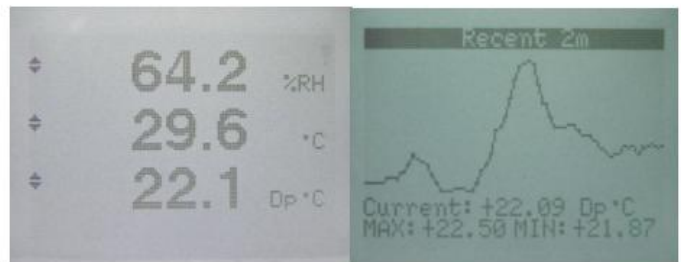 64.2 %RH
29.6 °C
22.1 Dp°C
Recent 2m
Current: +22.09 Dp°C
MAX: +22.50 MIN: +21.87